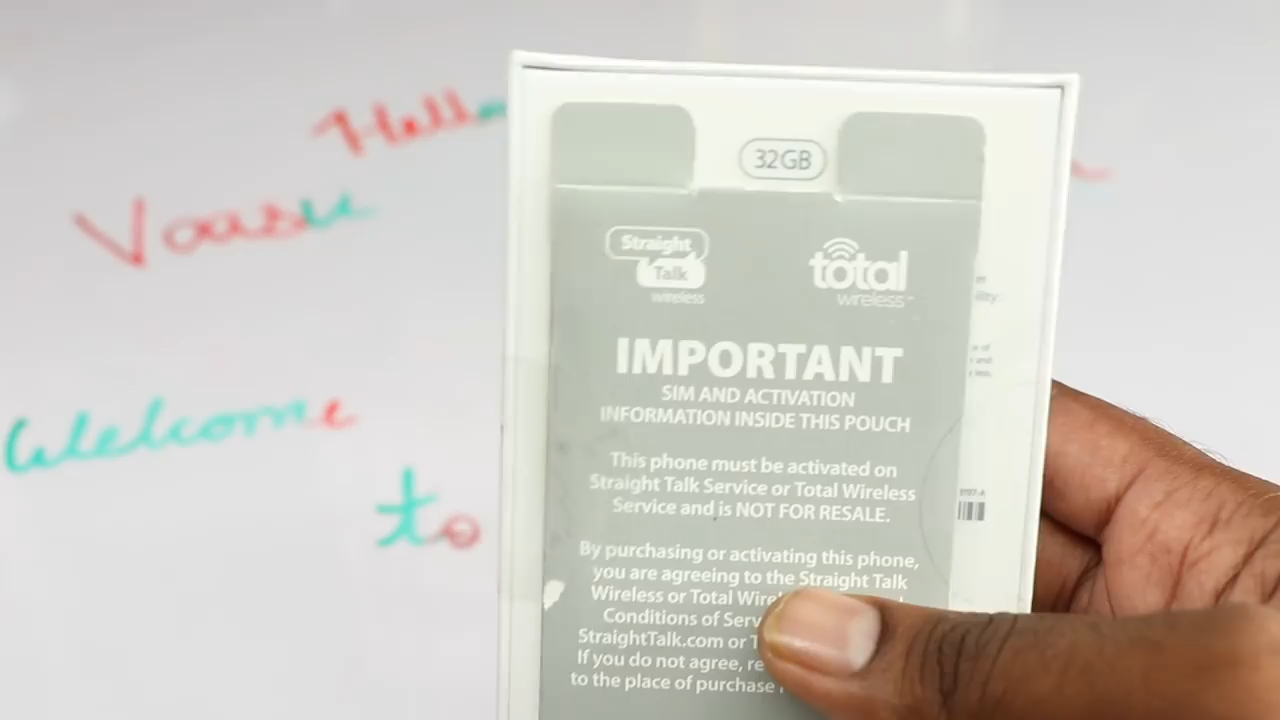 Hello
Vaasu
Welcome
to
32GB
Straight
Talk
wireless
total
wireless
IMPORTANT
SIM AND ACTIVATION
INFORMATION INSIDE THIS POUCH
This phone must be activated on
Straight Talk Service or Total Wireless
Service and is NOT FOR RESALE.
By purchasing or activating this phone,
you are agreeing to the Straight Talk
Wireless or Total
Conditions of
StraightTalk.com or
If you do not agree,
to the place of purchase